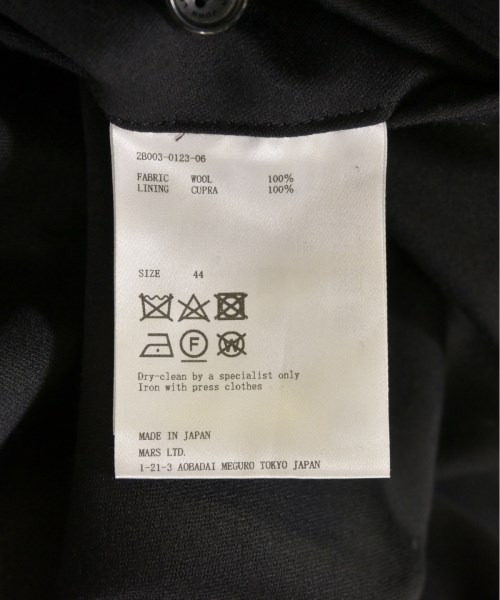 2B003-0123-06
FABRIC WOOL 100%
LINING CUPRA 100%
SIZE 44
F W
Dry-clean by a specialist only
Iron with press clothes
MADE IN JAPAN
MARS LTD.
1-21-3 AOBADAI MEGURO TOKYO JAPAN